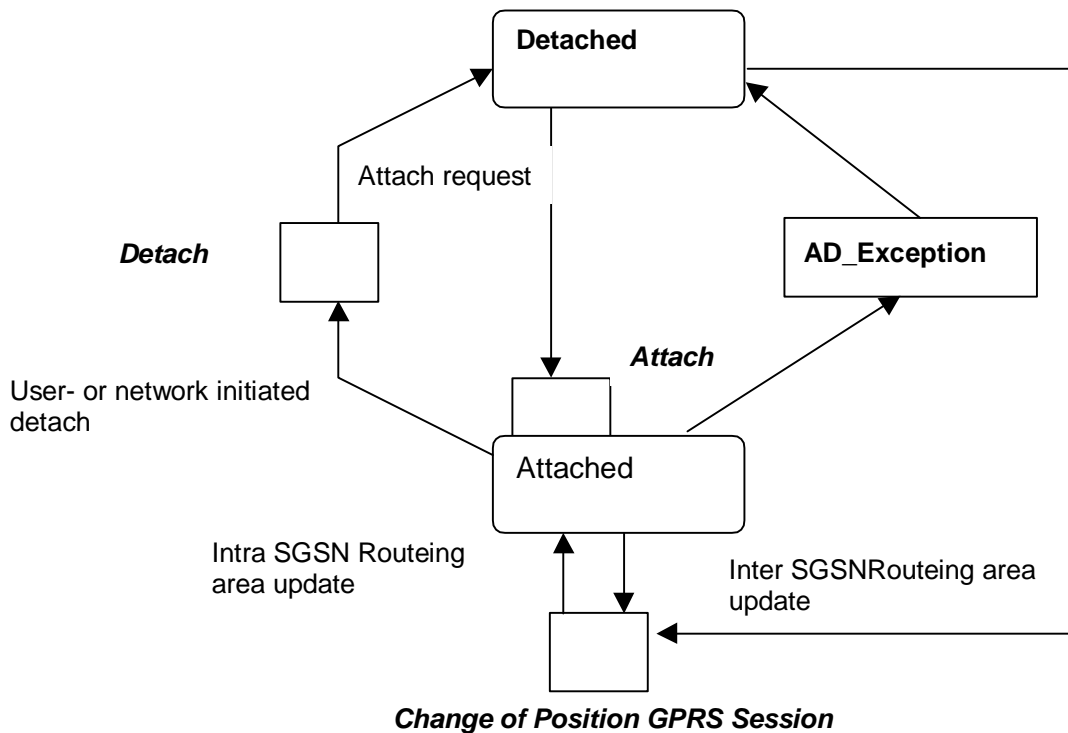 Detached
Attach request
Detach
AD_Exception
Attach
User- or network initiated
detach
Attached
Intra SGSN Routeing
area update
Inter SGSNRouteing area
update
Change of Position GPRS Session